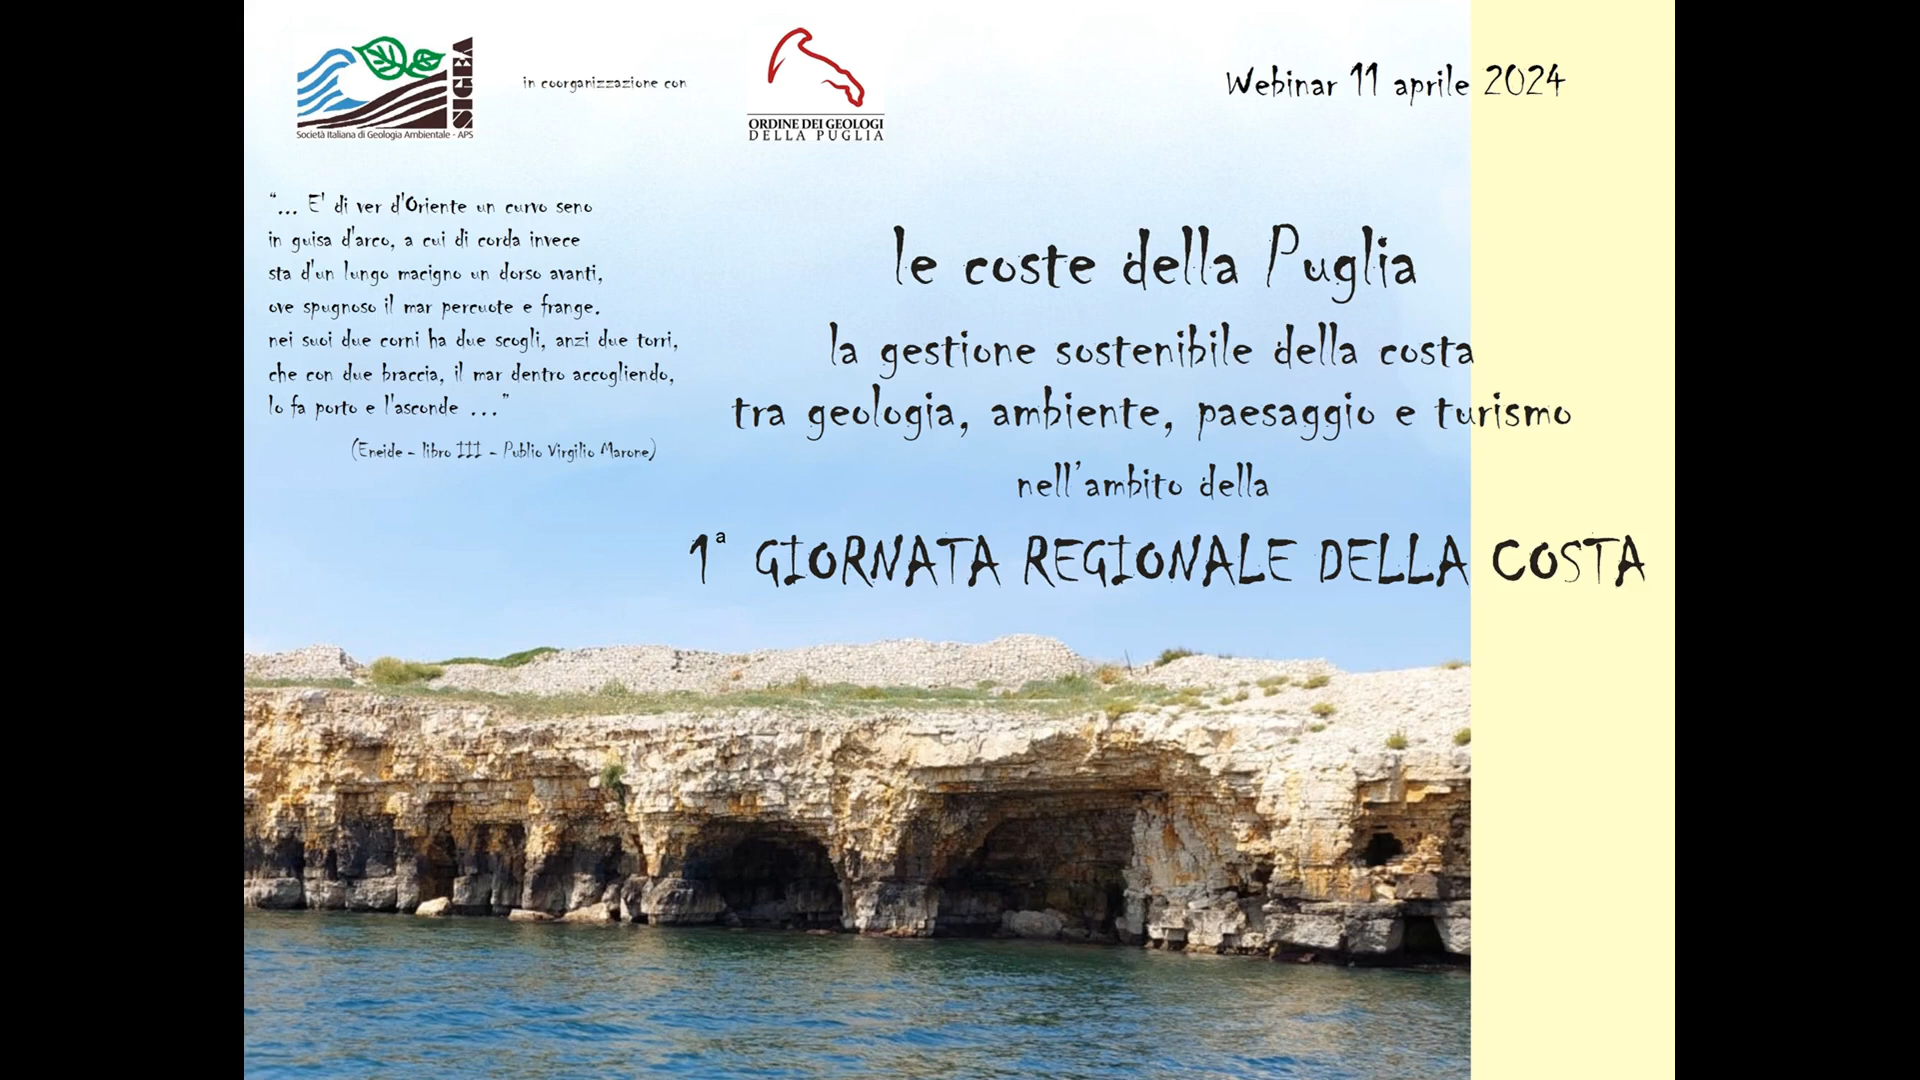 SIGEA
Società Italiana di Geologia Ambientale - APS
in coorganizzazione con
ORDINE DEI GEOLOGI
DELLA PUGLIA
Webinar 11 aprile 2024
"... E' di ver d'Oriente un curvo seno
in guisa d'arco, a cui di corda invece
sta d'un lungo macigno un dorso avanti,
ove spugnoso il mar percuote e frange.
nei suoi due corni ha due scogli, anzi due torri,
che con due braccia, il mar dentro accogliendo,
lo fa porto e l'asconde ..."
(Eneide - libro III - Publio Virgilio Marone)
le coste della Puglia
la gestione sostenibile della costa
tra geologia, ambiente, paesaggio e turismo
nell'ambito della
1ª GIORNATA REGIONALE DELLA COSTA